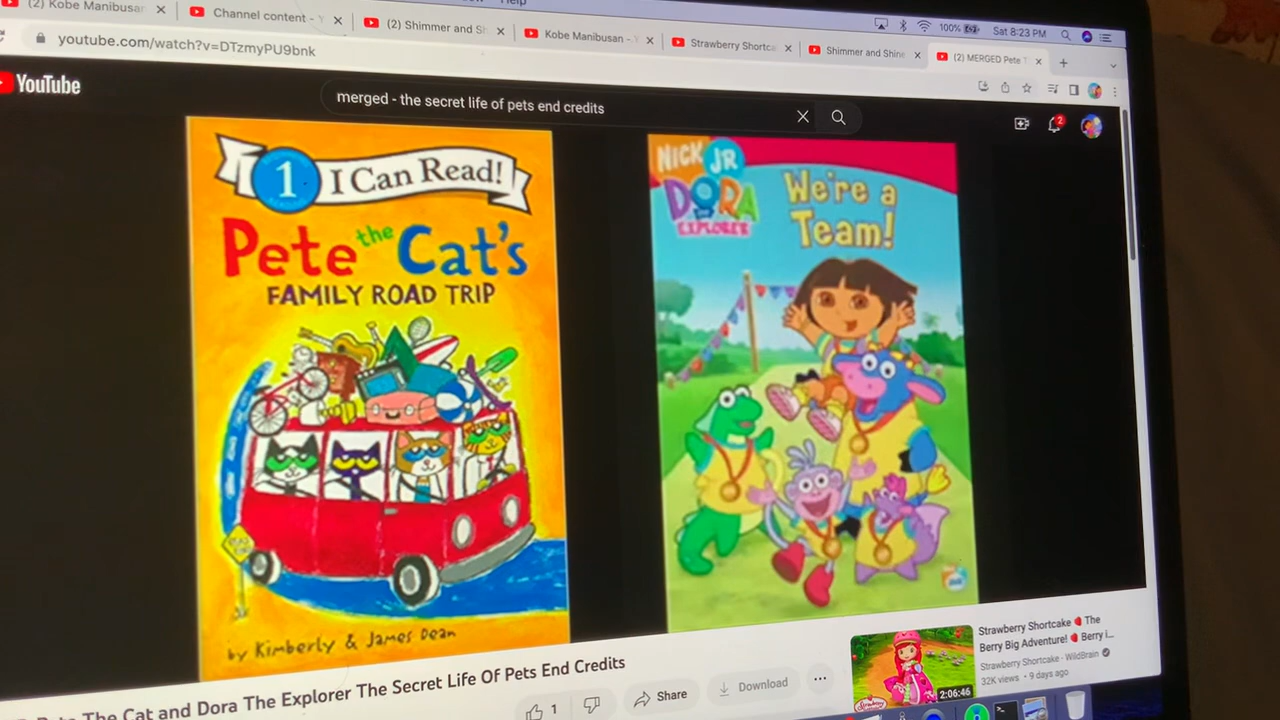 Help
(2) Kobe Manibusan
Channel content -
(2) Shimmer and Sh
Kobe Manibusan -
Strawberry Shortca
Shimmer and Shine
(2) MERGED Pete T
100%
Sat 8:23 PM
youtube.com/watch?v=DTzmyPU9bnk
YouTube
merged - the secret life of pets end credits
2
1 I Can Read!
Pete the Cat's
FAMILY ROAD TRIP
by Kimberly & James Dean
NICK JR
DORA
the
EXPLORER
We're a
Team!
Pete The Cat and Dora The Explorer The Secret Life Of Pets End Credits
1
Share
Download
Strawberry Shortcake 🍓 The
Berry Big Adventure! 🍓 Berry i...
Strawberry Shortcake - WildBrain
32K views • 9 days ago
2:06:46